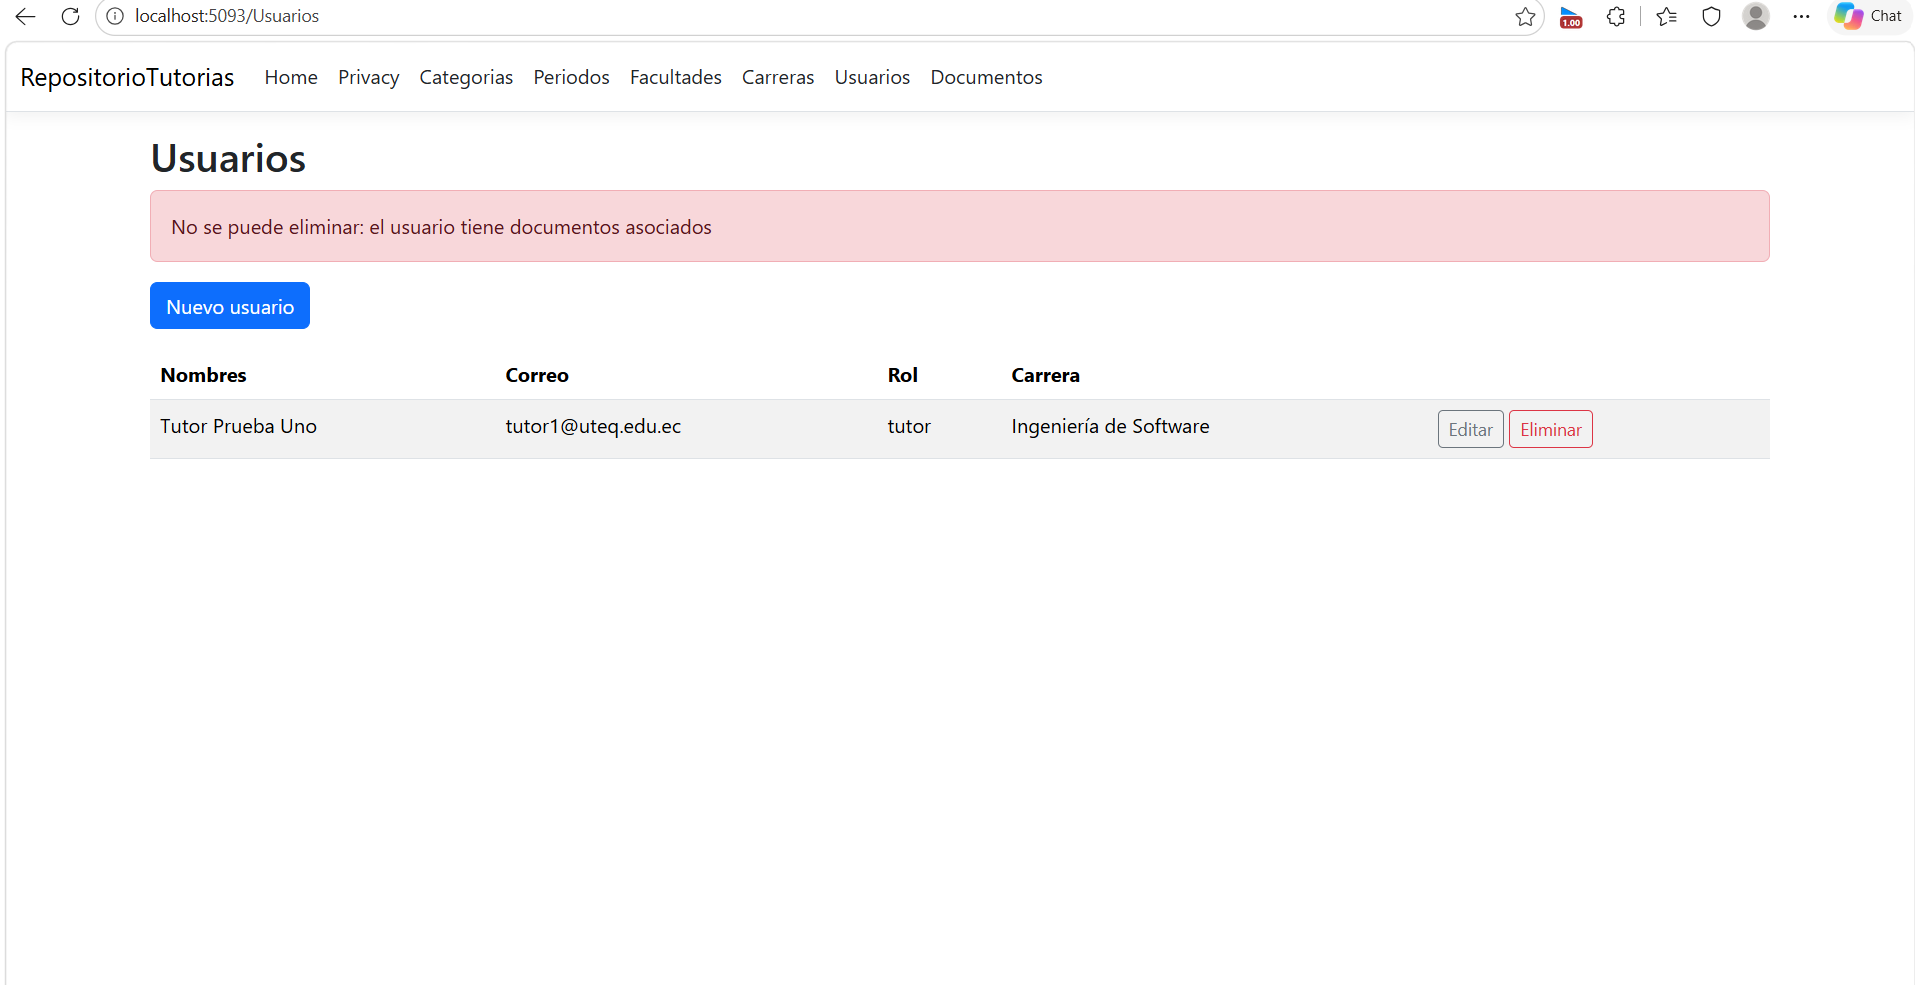 localhost:5093/Usuarios
1.00
Chat
RepositorioTutorias Home Privacy Categorias Periodos Facultades Carreras Usuarios Documentos
Usuarios
No se puede eliminar: el usuario tiene documentos asociados
Nuevo usuario
Nombres Correo Rol Carrera
Tutor Prueba Uno tutor1@uteq.edu.ec tutor Ingeniería de Software Editar Eliminar